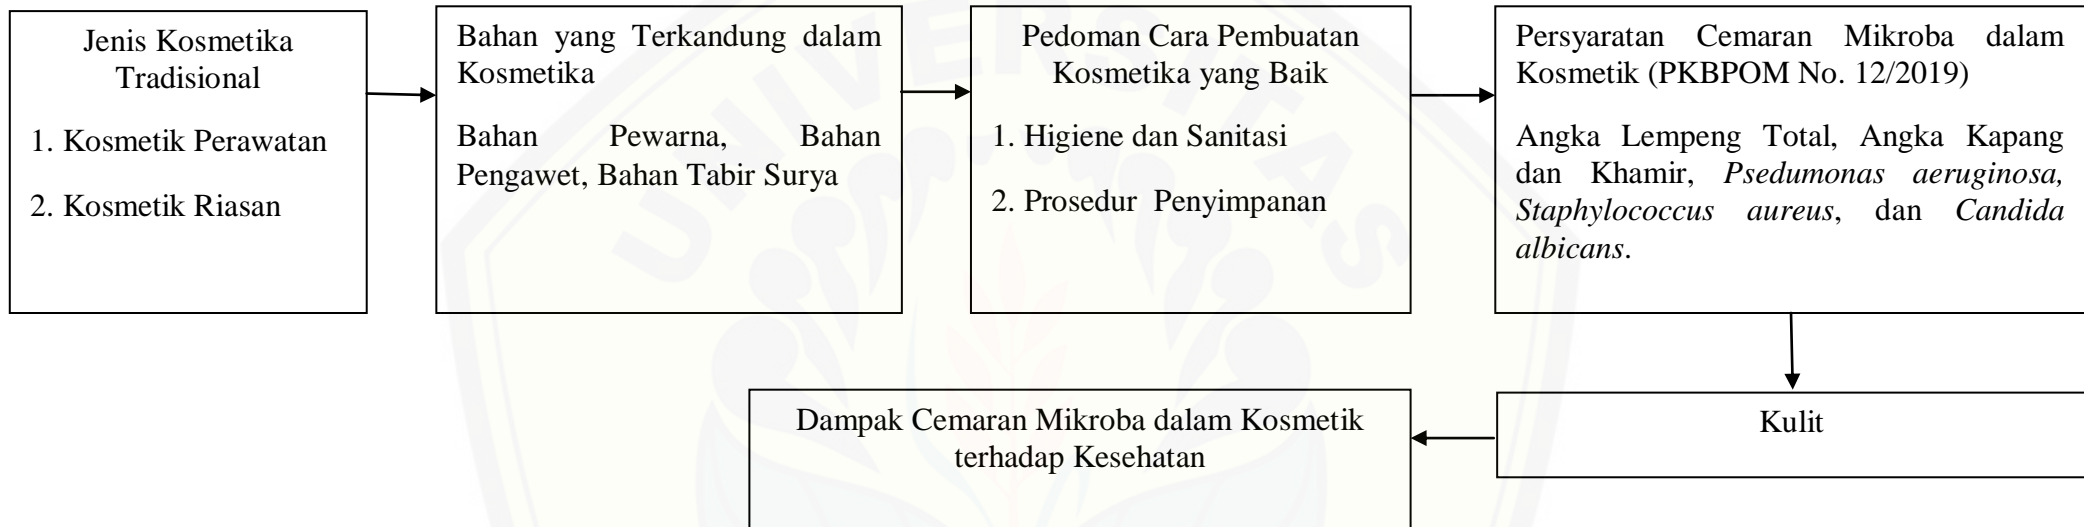 Jenis Kosmetika
Tradisional
1. Kosmetik Perawatan
2. Kosmetik Riasan
Bahan yang Terkandung dalam
Kosmetika
Bahan Pewarna, Bahan
Pengawet, Bahan Tabir Surya
Pedoman Cara Pembuatan
Kosmetika yang Baik
1. Higiene dan Sanitasi
2. Prosedur Penyimpanan
Persyaratan Cemaran Mikroba dalam
Kosmetik (PKBPOM No. 12/2019)
Angka Lempeng Total, Angka Kapang
dan Khamir, Psedumonas aeruginosa,
Staphylococcus aureus, dan Candida
albicans.
Kulit
Dampak Cemaran Mikroba dalam Kosmetik
terhadap Kesehatan
UNIVERSITAS